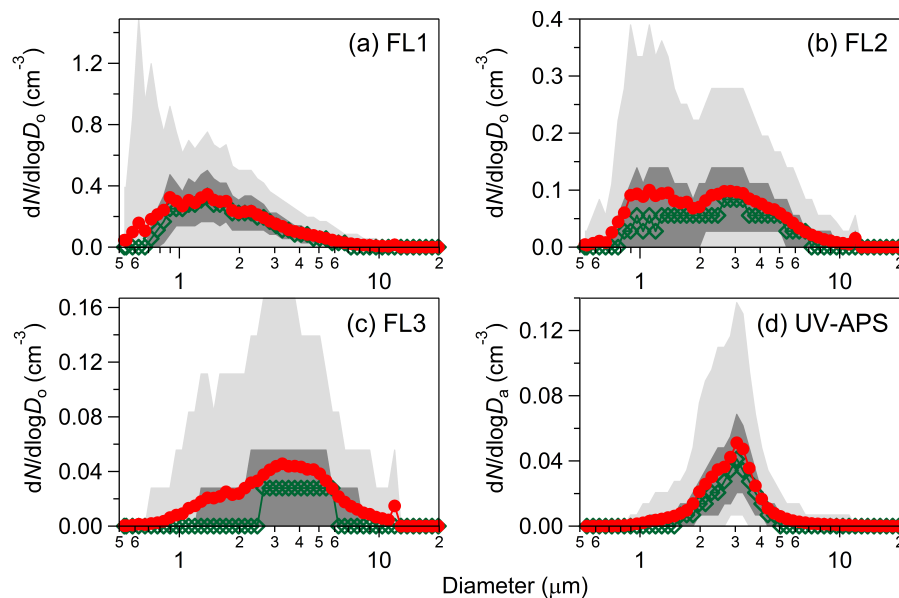 (a) FL1
dN/dlogDₒ (cm⁻³)
1.2
0.8
0.4
0.0
5 6 2 3 4 5 6 2
1 10
(b) FL2
dN/dlogDₒ (cm⁻³)
0.4
0.3
0.2
0.1
0.0
5 6 2 3 4 5 6 2
1 10
(c) FL3
dN/dlogDₒ (cm⁻³)
0.16
0.12
0.08
0.04
0.00
5 6 2 3 4 5 6 2
1 10
(d) UV-APS
dN/dlogDₐ (cm⁻³)
0.12
0.08
0.04
0.00
5 6 2 3 4 5 6 2
1 10
Diameter (μm)